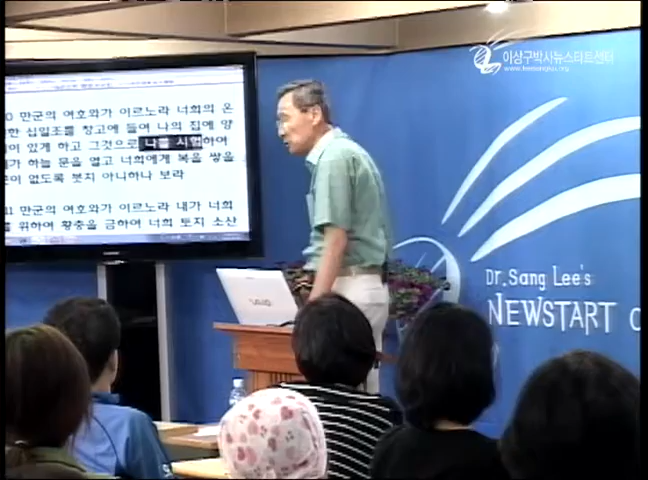 이상구박사뉴스타트센터
0 만군의 여호와가 이르노라 너희의 온
한 십일조를 창고에 들여 나의 집에 양
이 있게 하고 그것으로 나를 시험하여
내가 하늘 문을 열고 너희에게 복을 쌓을
곳이 없도록 붓지 아니하나 보라
11 만군의 여호와가 이르노라 내가 너희
를 위하여 황충을 금하여 너희 토지 소산
Dr. Sang Lee's
NEWSTART C